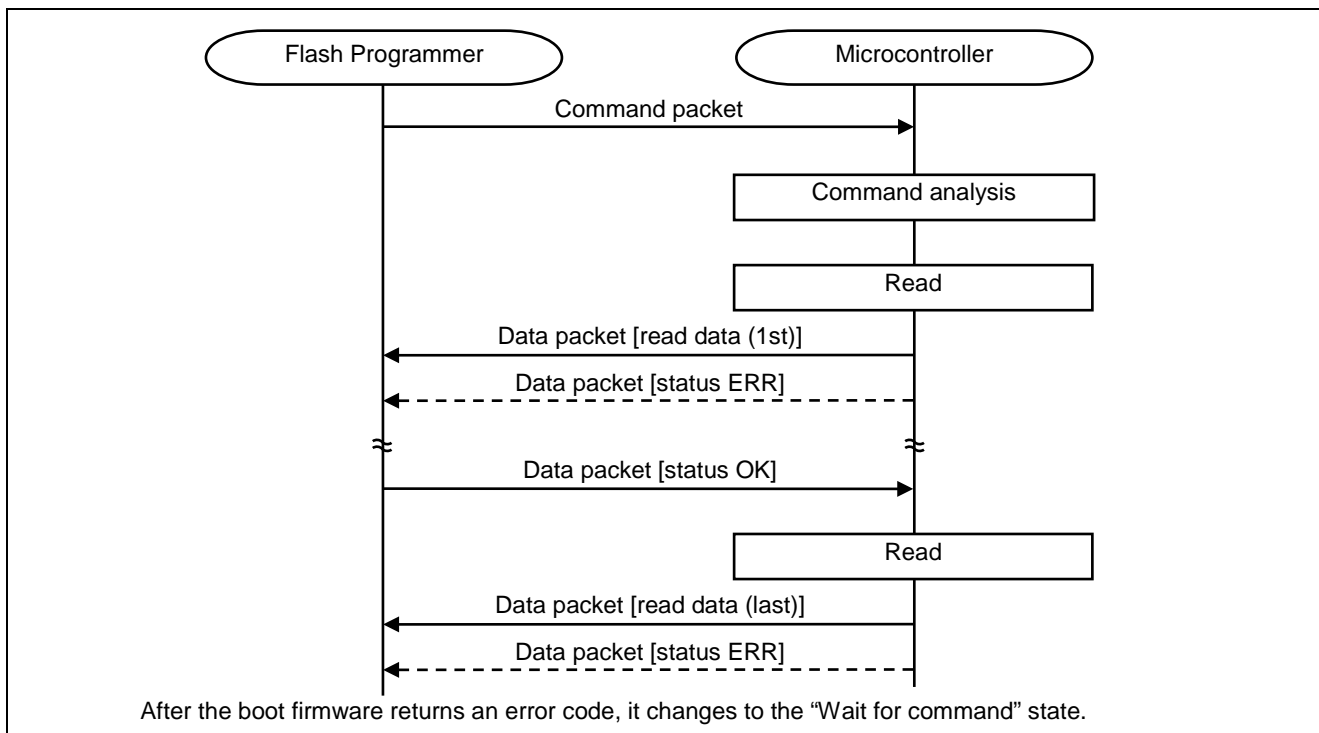 Flash Programmer
Microcontroller
Command packet
Command analysis
Read
Data packet [read data (1st)]
Data packet [status ERR]
Data packet [status OK]
Read
Data packet [read data (last)]
Data packet [status ERR]
After the boot firmware returns an error code, it changes to the “Wait for command” state.